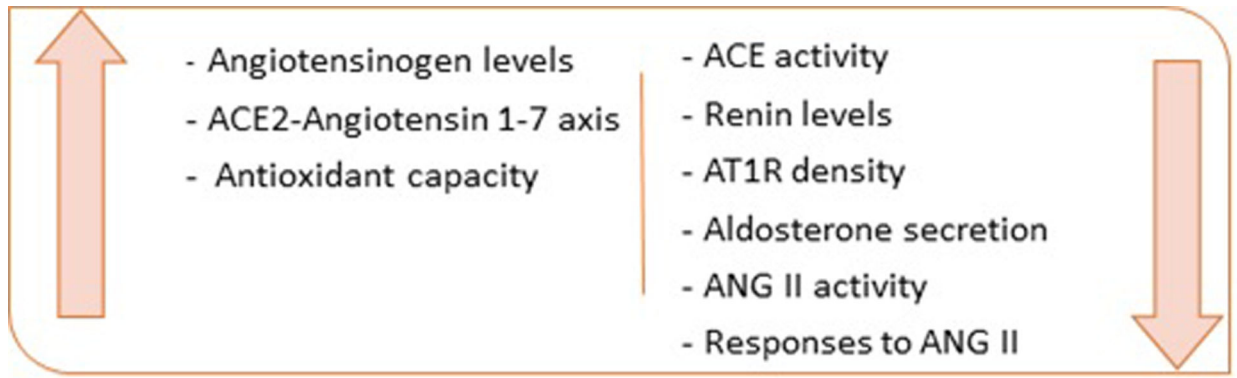 - Angiotensinogen levels
- ACE2-Angiotensin 1-7 axis
- Antioxidant capacity
- ACE activity
- Renin levels
- AT1R density
- Aldosterone secretion
- ANG II activity
- Responses to ANG II